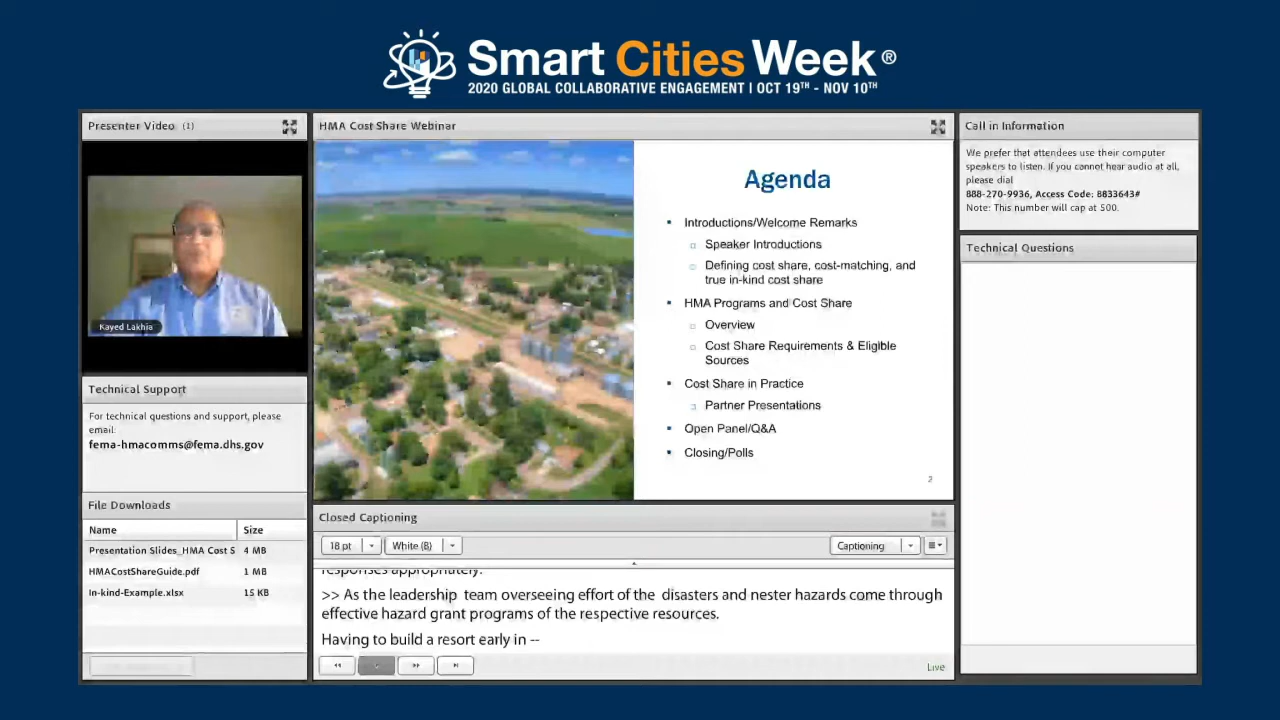 Smart Cities Week®
2020 GLOBAL COLLABORATIVE ENGAGEMENT | OCT 19TH - NOV 10TH
Presenter Video (1)
Kayed Lakhia
Technical Support
For technical questions and support, please
email:
fema-hmacomms@fema.dhs.gov
File Downloads
Name Size
Presentation Slides_HMA Cost S 4 MB
HMACostShareGuide.pdf 1 MB
In-kind-Example.xlsx 15 KB
HMA Cost Share Webinar
Agenda
Introductions/Welcome Remarks
Speaker Introductions
Defining cost share, cost-matching, and
true in-kind cost share
HMA Programs and Cost Share
Overview
Cost Share Requirements & Eligible
Sources
Cost Share in Practice
Partner Presentations
Open Panel/Q&A
Closing/Polls
2
Closed Captioning
18 pt White (B) Captioning
responses appropriately.
>> As the leadership team overseeing effort of the disasters and nester hazards come through
effective hazard grant programs of the respective resources.
Having to build a resort early in --
Live
Call in Information
We prefer that attendees use their computer
speakers to listen. If you cannot hear audio at all,
please dial
888-270-9936, Access Code: 8833643#
Note: This number will cap at 500.
Technical Questions